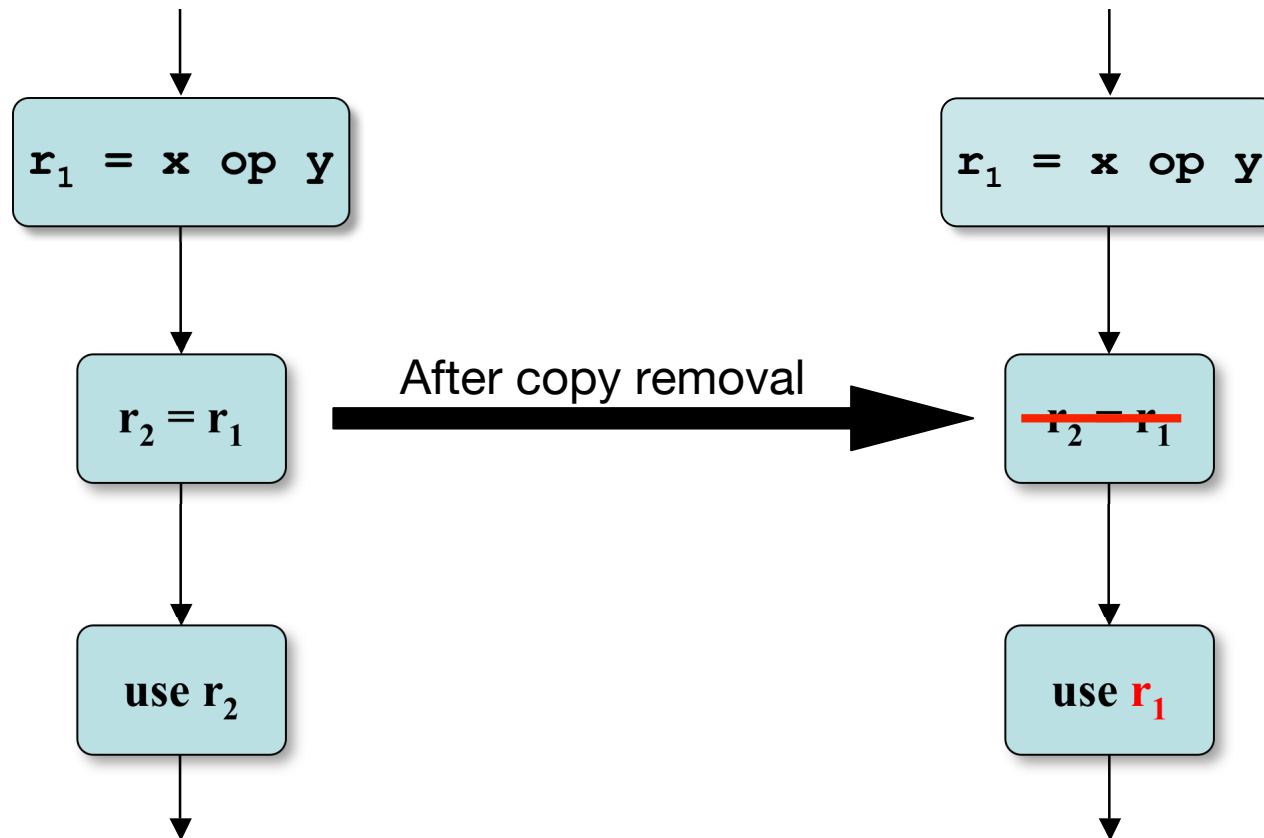 r₁ = x op y
r₂ = r₁
use r₂
After copy removal
r₁ = x op y
r₂ = r₁
use r₁